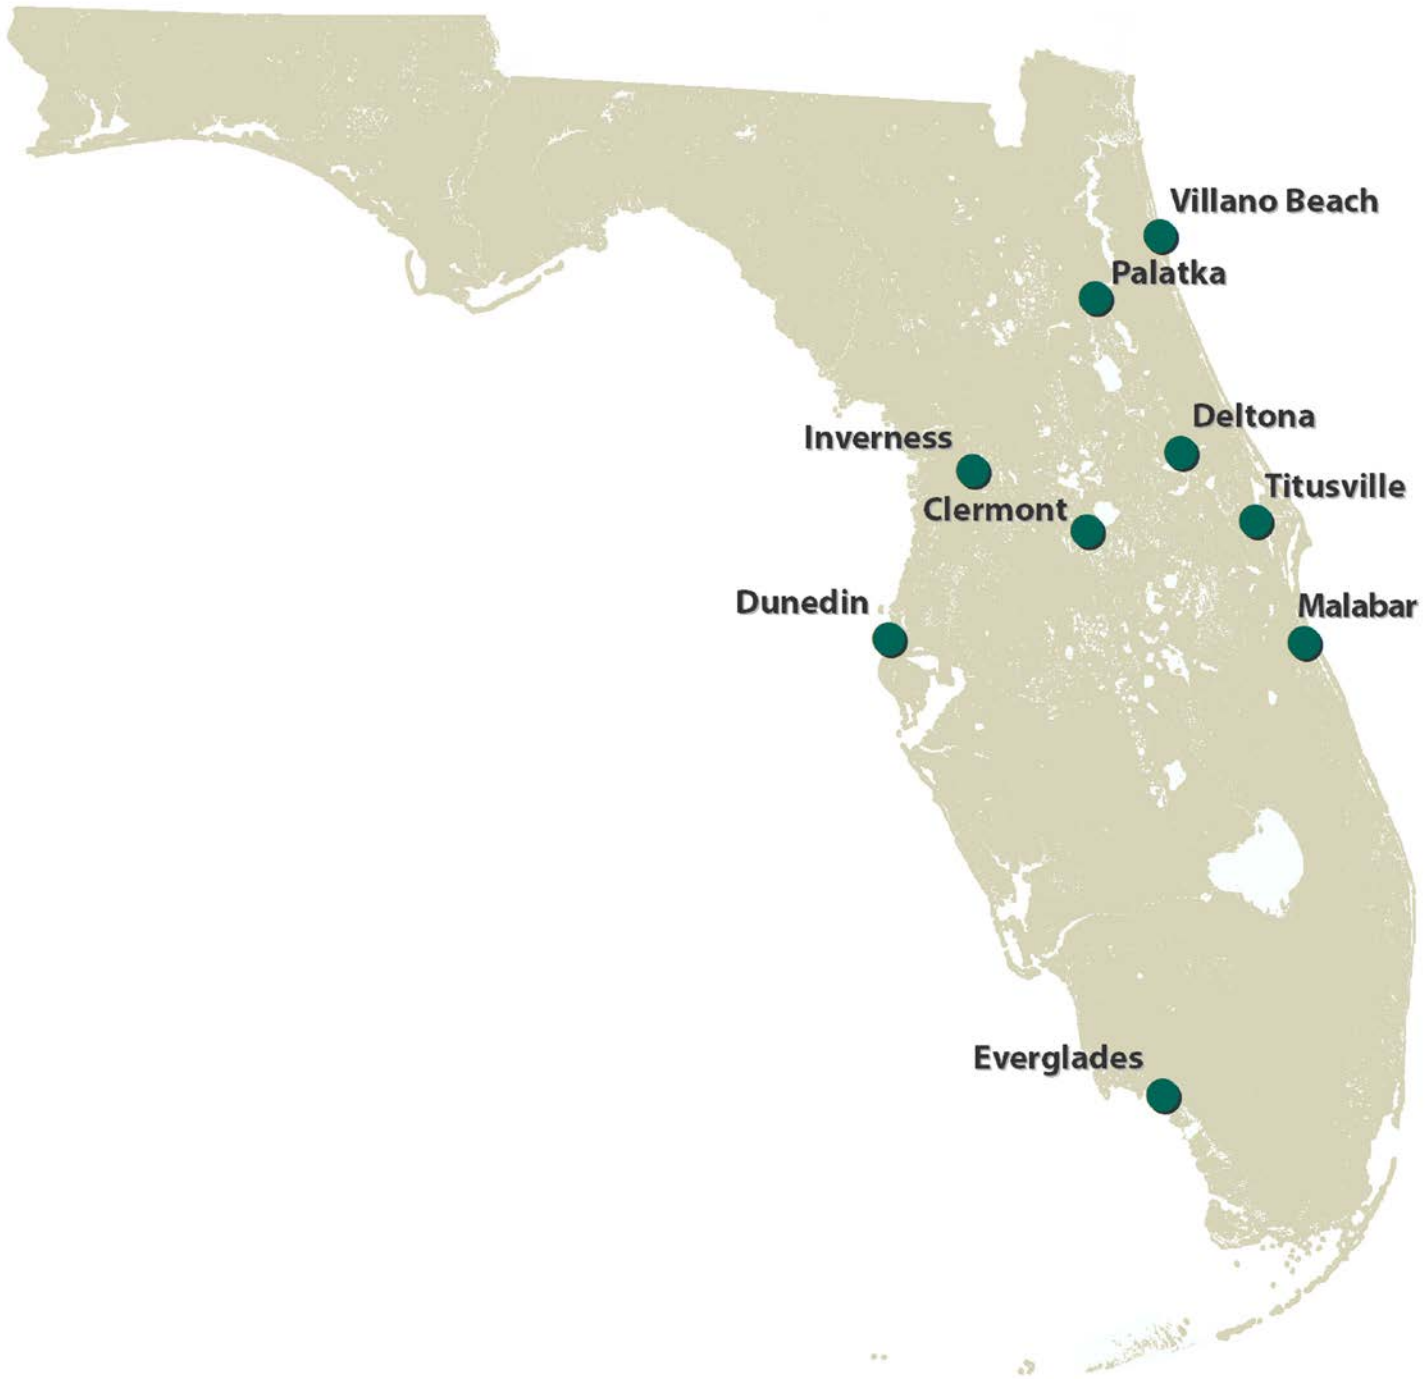 Villano Beach
Palatka
Deltona
Inverness
Titusville
Clermont
Dunedin
Malabar
Everglades